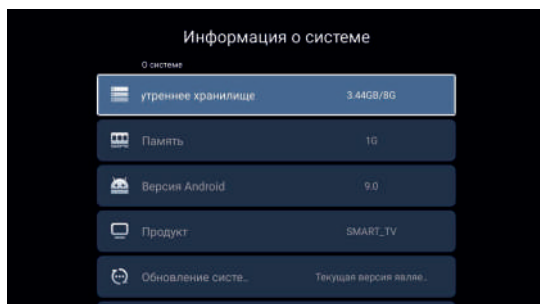 Информация о системе
О системе
утреннее хранилище 3.44GB/8G
Память 1G
Версия Android 9.0
Продукт SMART_TV
Обновление систе.. Текущая версия являе..